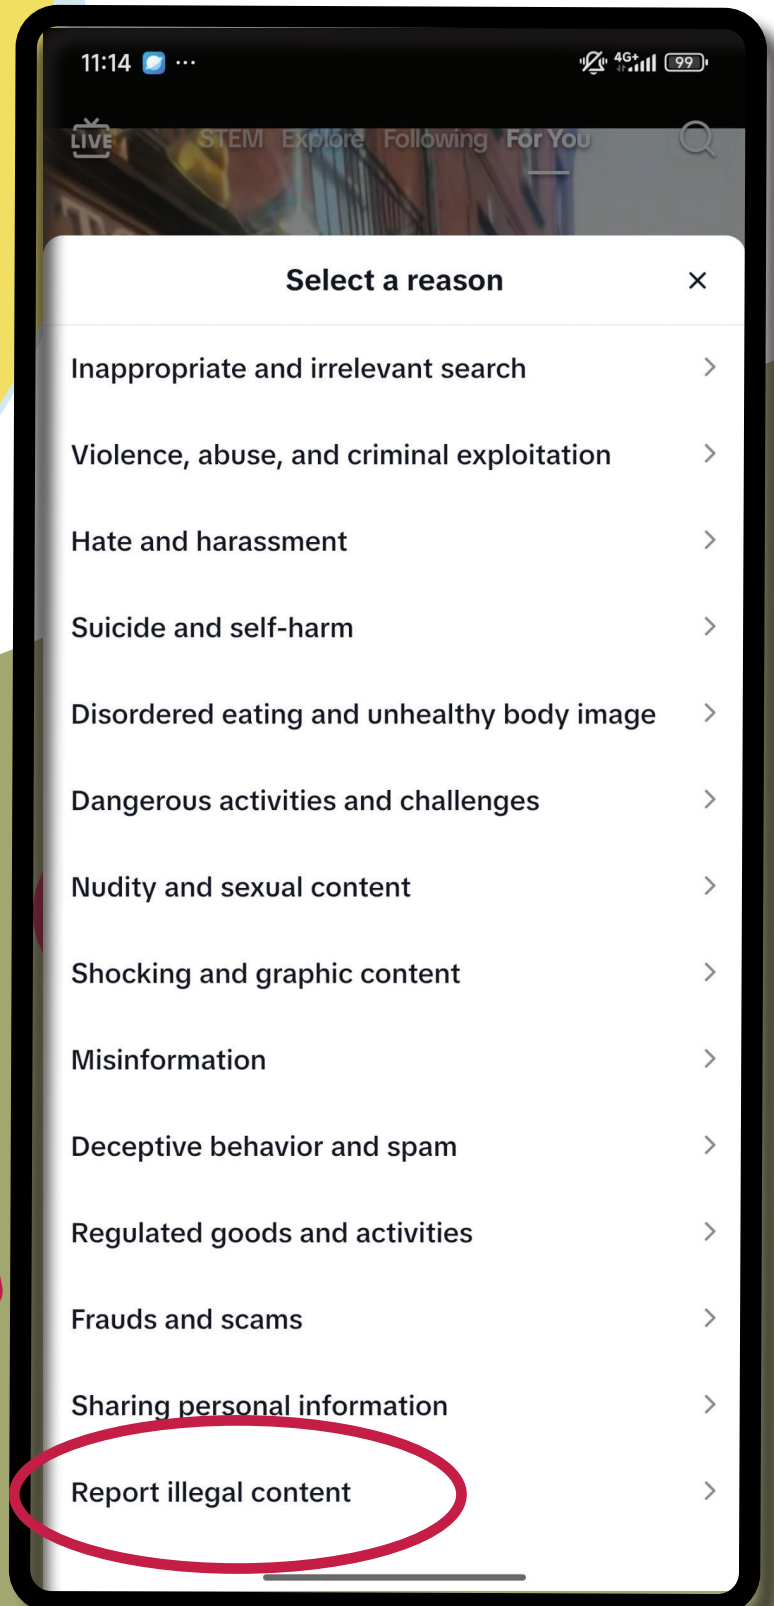 11:14
4G+
99
LIVE
STEM Explore Following For You
Select a reason
Inappropriate and irrelevant search
Violence, abuse, and criminal exploitation
Hate and harassment
Suicide and self-harm
Disordered eating and unhealthy body image
Dangerous activities and challenges
Nudity and sexual content
Shocking and graphic content
Misinformation
Deceptive behavior and spam
Regulated goods and activities
Frauds and scams
Sharing personal information
Report illegal content